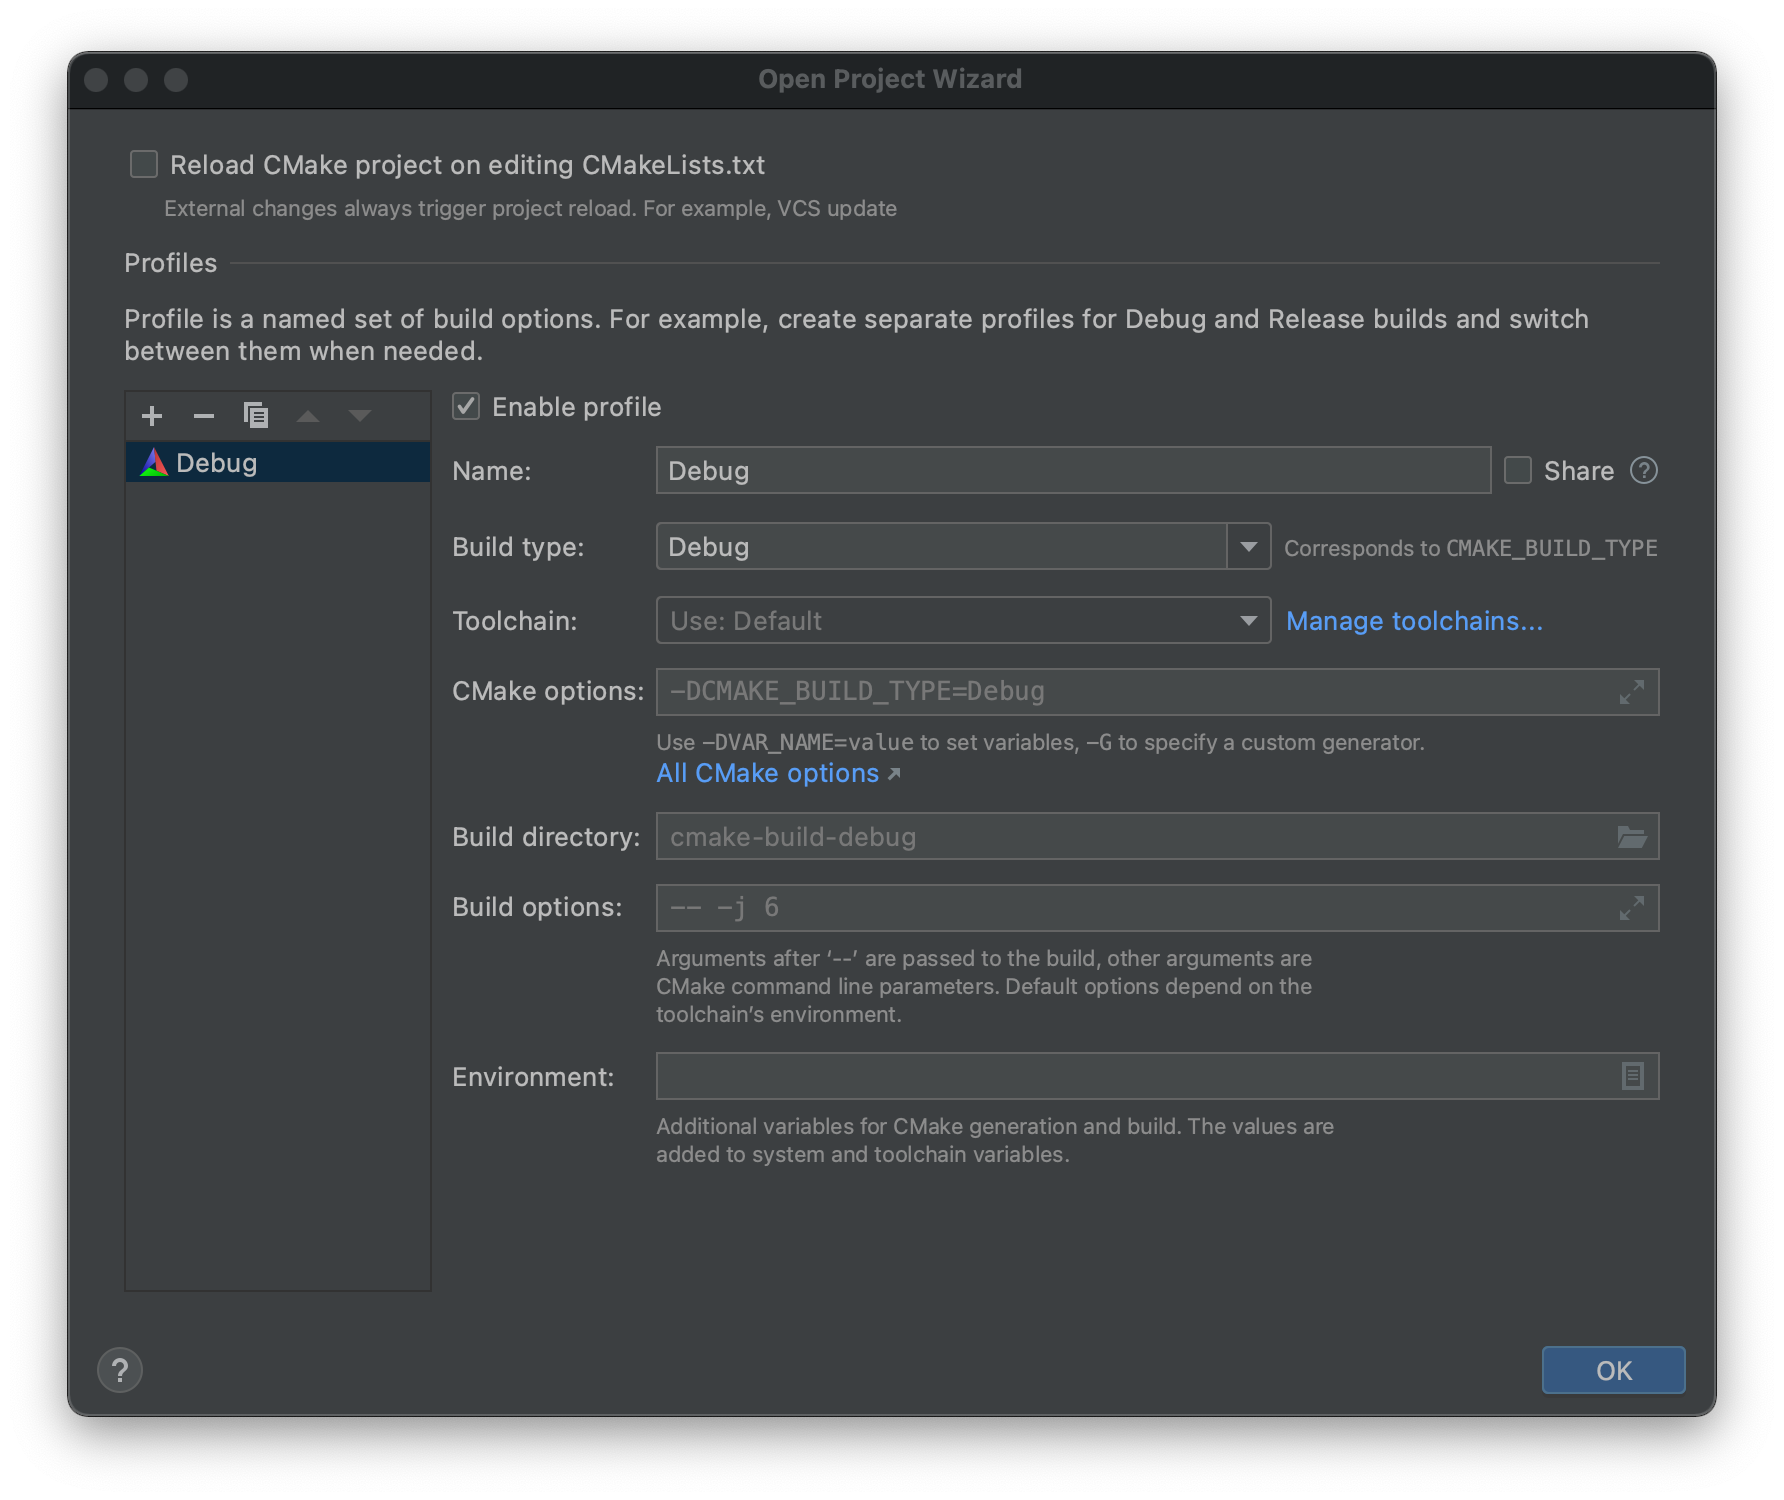 Open Project Wizard
Reload CMake project on editing CMakeLists.txt
External changes always trigger project reload. For example, VCS update
Profiles
Profile is a named set of build options. For example, create separate profiles for Debug and Release builds and switch
between them when needed.
Debug
Enable profile
Name: Debug Share ?
Build type: Debug Corresponds to CMAKE_BUILD_TYPE
Toolchain: Use: Default Manage toolchains...
CMake options: -DCMAKE_BUILD_TYPE=Debug
Use -DVAR_NAME=value to set variables, -G to specify a custom generator.
All CMake options ↗
Build directory: cmake-build-debug
Build options: -- -j 6
Arguments after ‘--’ are passed to the build, other arguments are
CMake command line parameters. Default options depend on the
toolchain’s environment.
Environment:
Additional variables for CMake generation and build. The values are
added to system and toolchain variables.
? OK